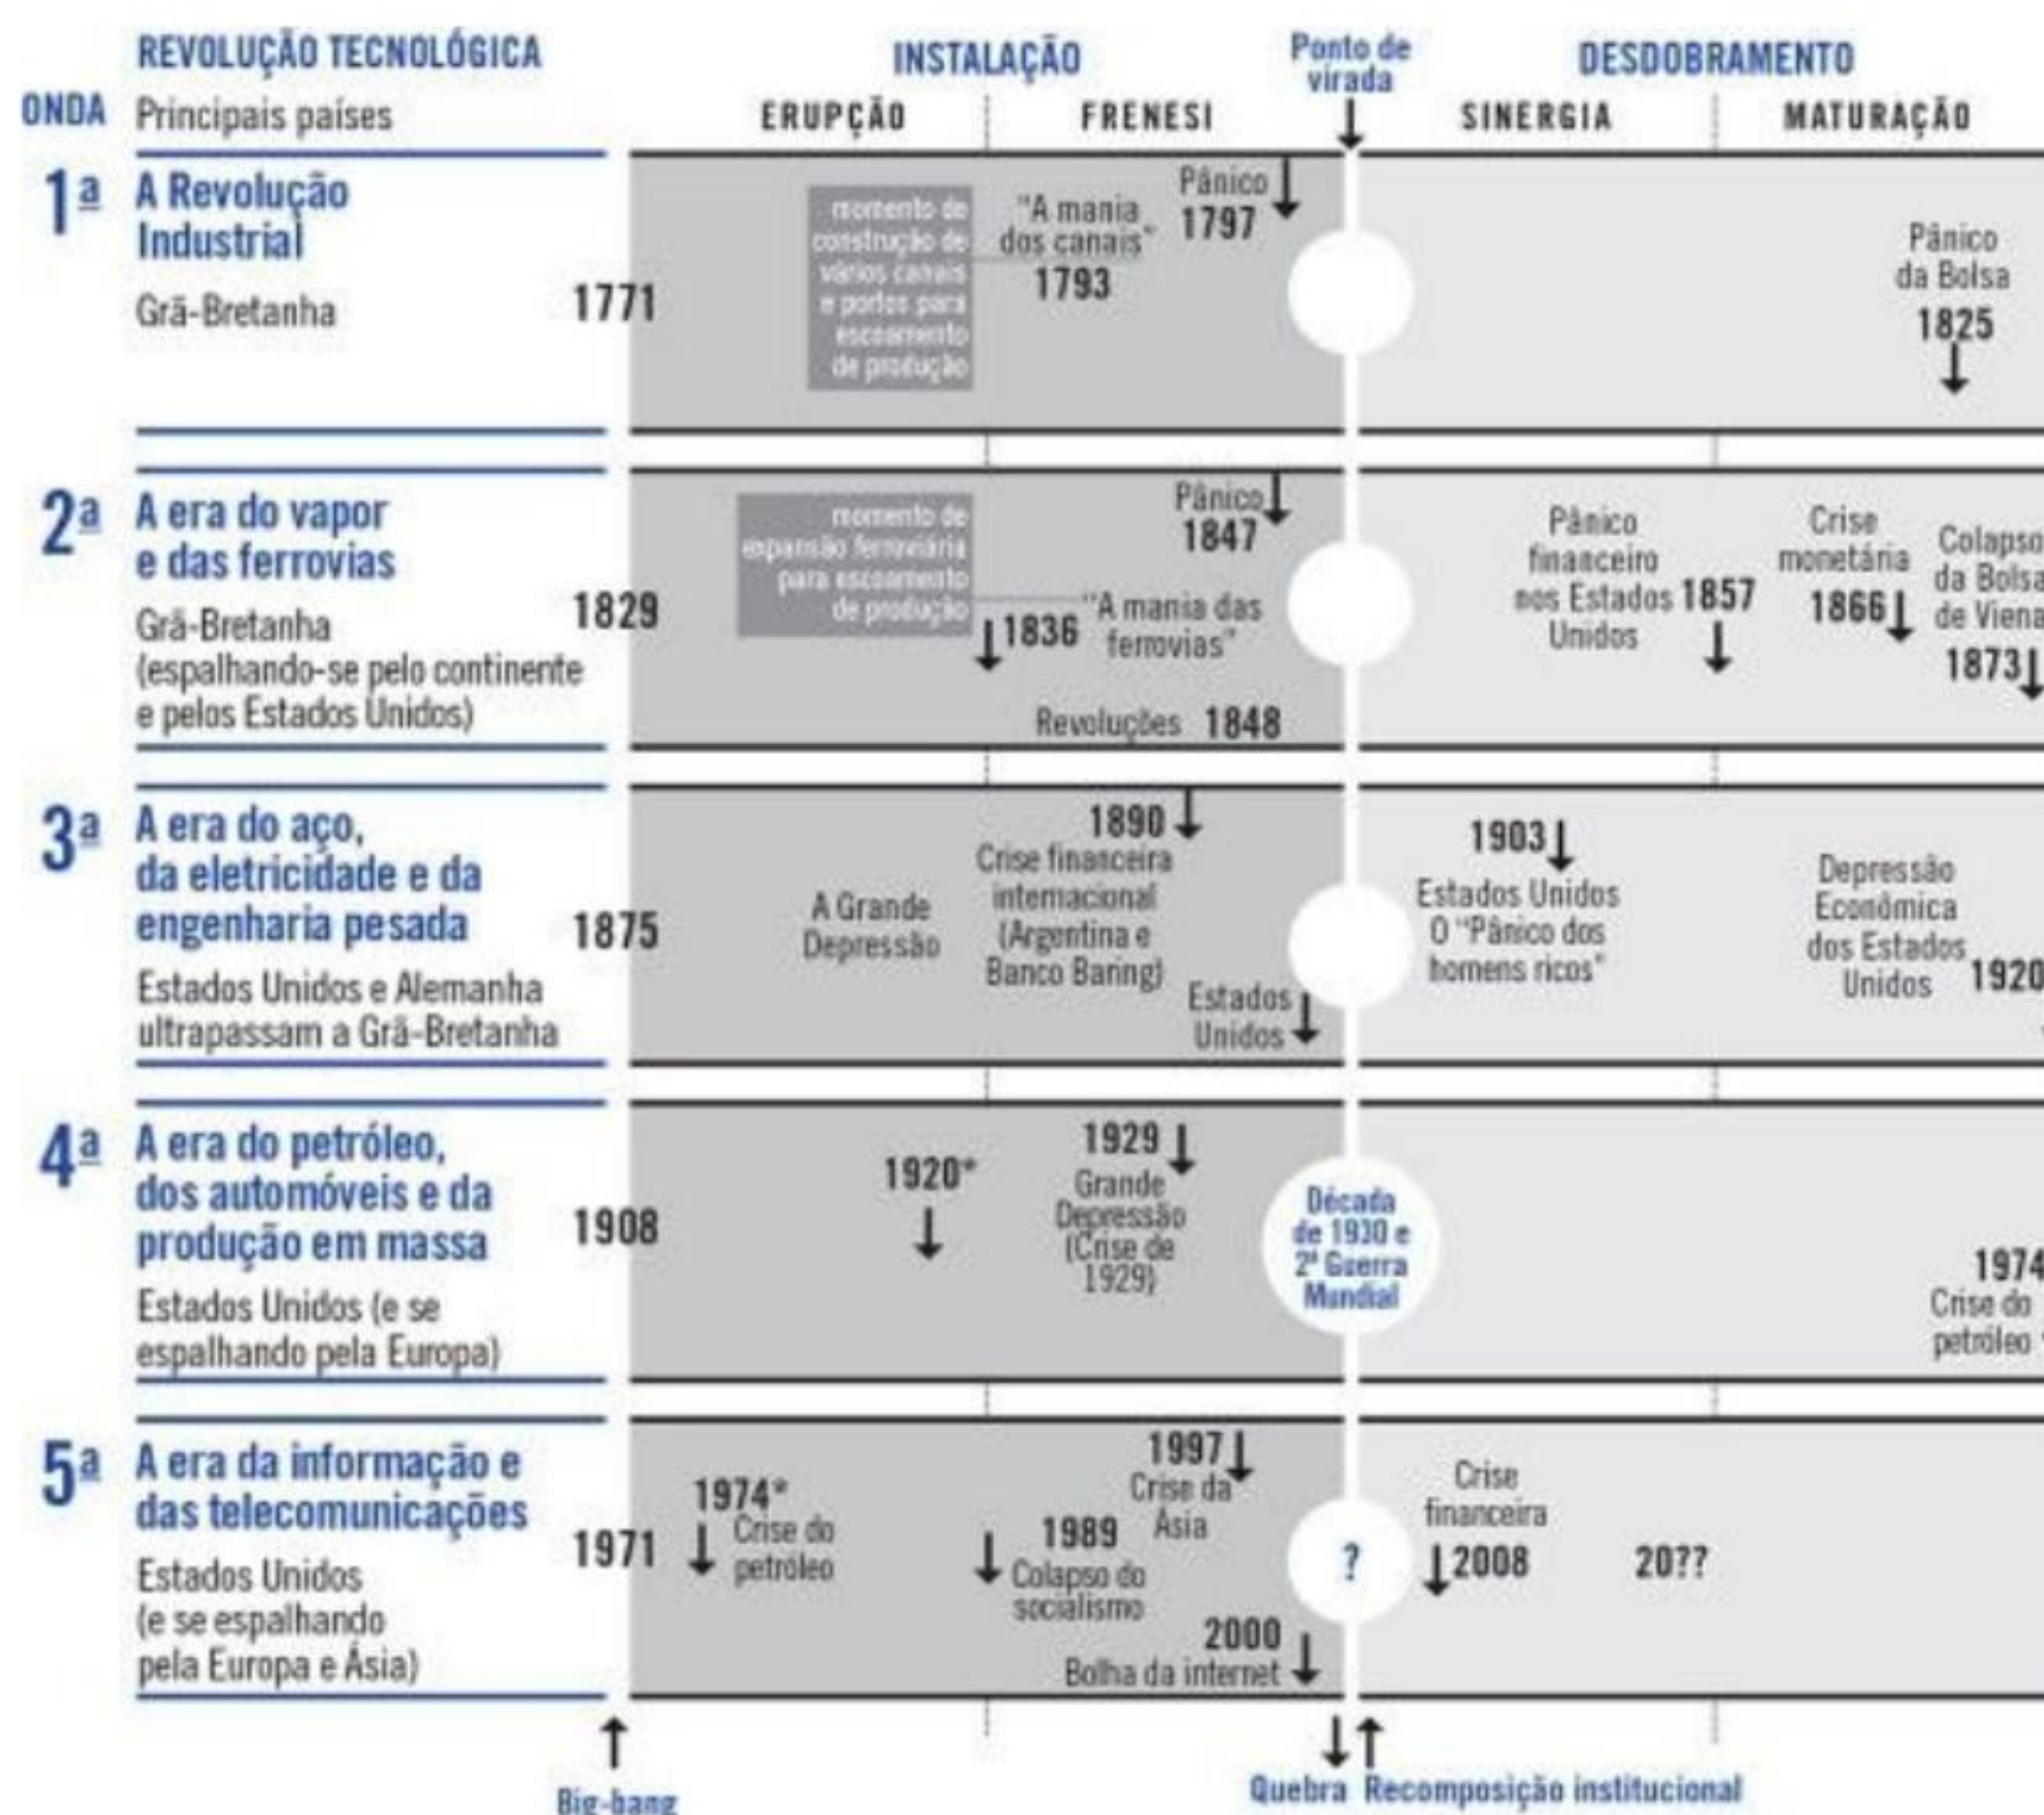 REVOLUÇÃO TECNOLÓGICA
INSTALAÇÃO
Ponto de
virada
DESDOBRAMENTO
ONDA
Principais países
ERUPÇÃO
FRENESI
SINERGIA
MATURAÇÃO
1ª
A Revolução
Industrial
Grã-Bretanha
1771
momento de
construção de
vários canais
e portos para
escoamento
de produção
"A mania
dos canais"
1793
Pânico
1797
Pânico
da Bolsa
1825
2ª
A era do vapor
e das ferrovias
Grã-Bretanha
(espalhando-se pelo continente
e pelos Estados Unidos)
1829
momento de
expansão ferroviária
para escoamento
de produção
1836
"A mania das
ferrovias"
Pânico
1847
Revoluções 1848
Pânico
financeiro
nos Estados
Unidos
1857
Crise
monetária
1866
Colapso
da Bolsa
de Viena
1873
3ª
A era do aço,
da eletricidade e da
engenharia pesada
Estados Unidos e Alemanha
ultrapassam a Grã-Bretanha
1875
A Grande
Depressão
1890
Crise financeira
internacional
(Argentina e
Banco Baring)
Estados
Unidos
1903
Estados Unidos
O "Pânico dos
homens ricos"
Depressão
Econômica
dos Estados
Unidos
1920
4ª
A era do petróleo,
dos automóveis e da
produção em massa
Estados Unidos (e se
espalhando pela Europa)
1908
1920*
1929
Grande
Depressão
(Crise de
1929)
Década
de 1930 e
2ª Guerra
Mundial
1974
Crise do
petróleo
5ª
A era da informação e
das telecomunicações
Estados Unidos
(e se espalhando
pela Europa e Ásia)
1971
1974*
Crise do
petróleo
1989
Colapso do
socialismo
1997
Crise da
Ásia
2000
Bolha da internet
?
Crise
financeira
2008
20??
Big-bang
Quebra
Recomposição institucional